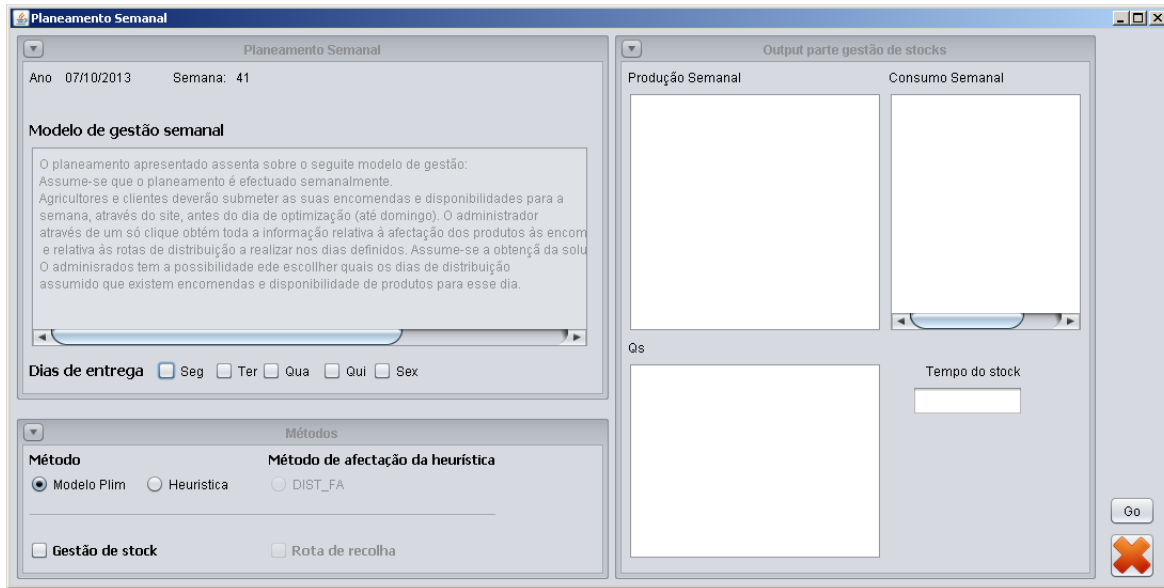 Planeamento Semanal
Planeamento Semanal
Ano 07/10/2013 Semana: 41
Modelo de gestão semanal
O planeamento apresentado assenta sobre o seguite modelo de gestão:
Assume-se que o planeamento é efectuado semanalmente.
Agricultores e clientes deverão submeter as suas encomendas e disponibilidades para a
semana, através do site, antes do dia de optimização (até domingo). O administrador
através de um só clique obtém toda a informação relativa à afectação dos produtos às encom
e relativa às rotas de distribuição a realizar nos dias definidos. Assume-se a obtençã da solu
O adminisrados tem a possibilidade ede escollher quais os dias de distribuição
assumido que existem encomendas e disponibilidade de produtos para esse dia.
Dias de entrega Seg Ter Qua Qui Sex
Métodos
Método Método de afectação da heurística
Modelo Plim Heuristica DIST_FA
Gestão de stock Rota de recolha
Output parte gestão de stocks
Produção Semanal Consumo Semanal
Qs
Tempo do stock
Go